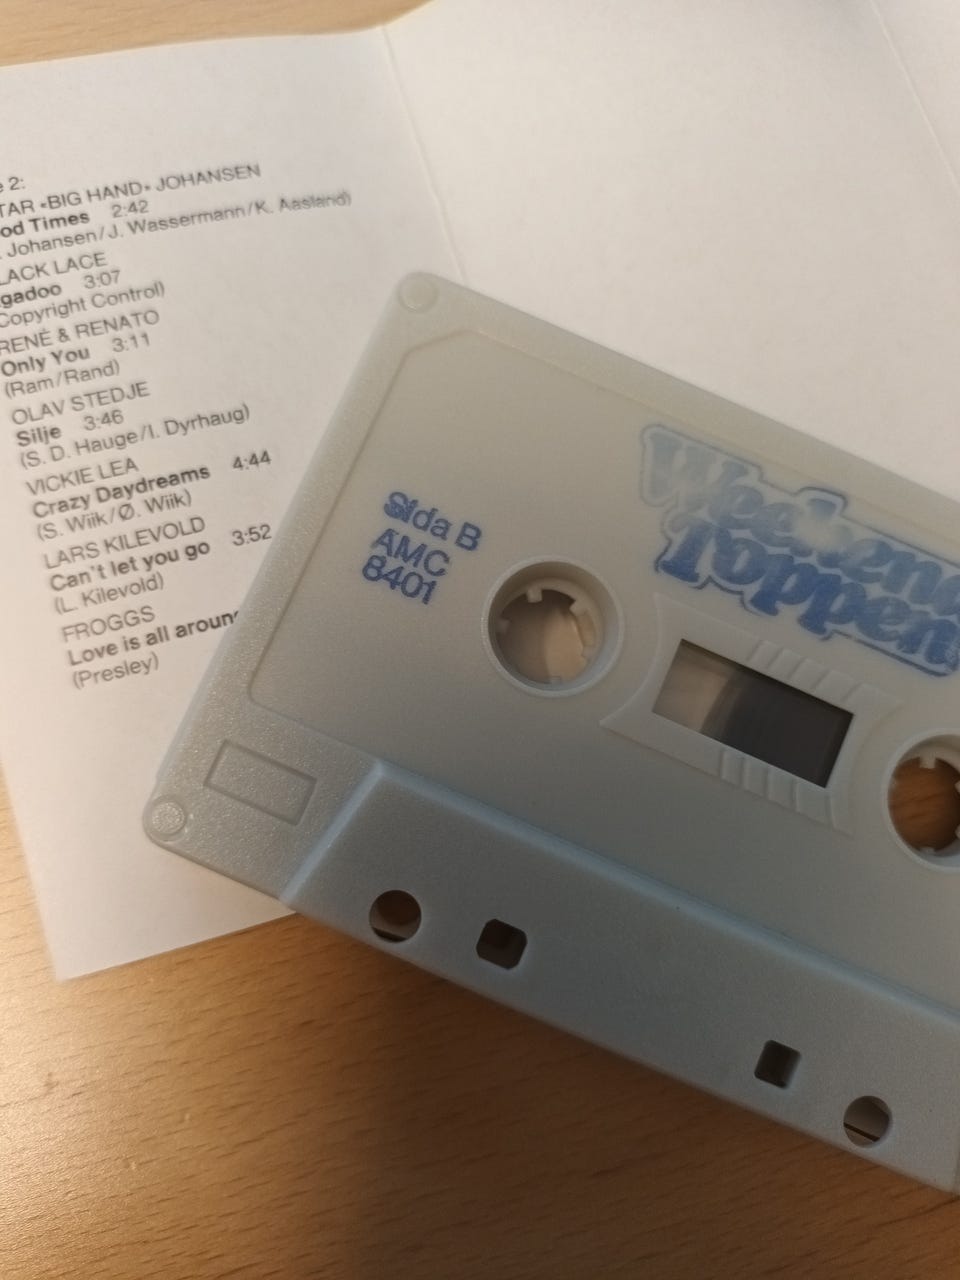 e 2:
TAR «BIG HAND» JOHANSEN
od Times 2:42
. Johansen/J. Wassermann/K. Aasland)
LACK LACE
gadoo 3:07
Copyright Control)
RENÈ & RENATO
Only You 3:11
(Ram/Rand)
OLAV STEDJE
Silje 3:46
(S. D. Hauge/I. Dyrhaug)
VICKIE LEA
Crazy Daydreams 4:44
(S. Wiik/Ø. Wiik)
LARS KILEVOLD
Can't let you go 3:52
(L. Kilevold)
FROGGS
Love is all aroun
(Presley)
Sida B
AMC
8401
Weekend
Toppen